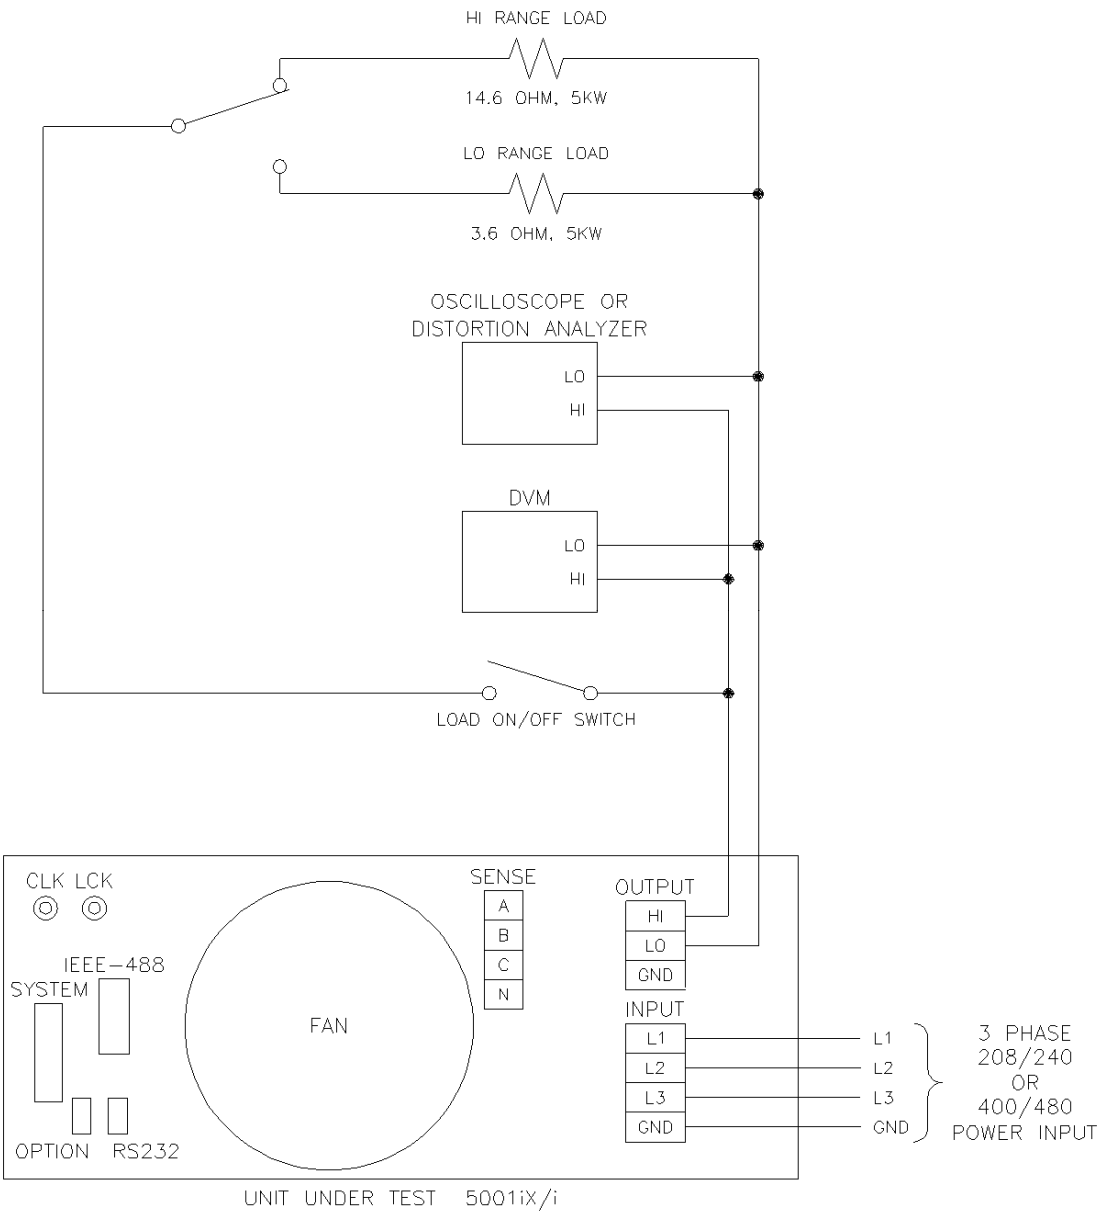 HI RANGE LOAD
14.6 OHM, 5KW
LO RANGE LOAD
3.6 OHM, 5KW
OSCILLOSCOPE OR
DISTORTION ANALYZER
LO
HI
DVM
LO
HI
LOAD ON/OFF SWITCH
CLK LCK
IEEE-488
SYSTEM
OPTION RS232
FAN
SENSE
A
B
C
N
OUTPUT
HI
LO
GND
INPUT
L1
L2
L3
GND
L1
L2
L3
GND
3 PHASE
208/240
OR
400/480
POWER INPUT
UNIT UNDER TEST 5001iX/i